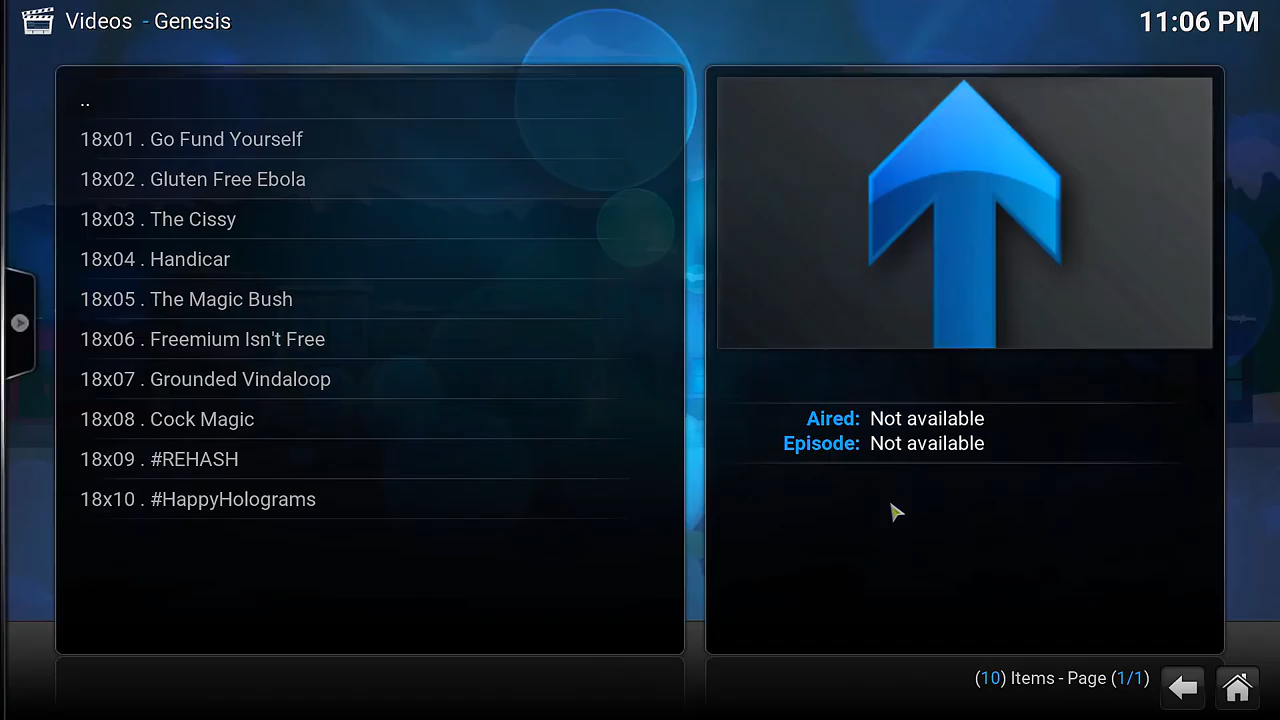 Videos - Genesis
11:06 PM
..
18x01 . Go Fund Yourself
18x02 . Gluten Free Ebola
18x03 . The Cissy
18x04 . Handicar
18x05 . The Magic Bush
18x06 . Freemium Isn't Free
18x07 . Grounded Vindaloop
18x08 . Cock Magic
18x09 . #REHASH
18x10 . #HappyHolograms
Aired: Not available
Episode: Not available
(10) Items - Page (1/1)